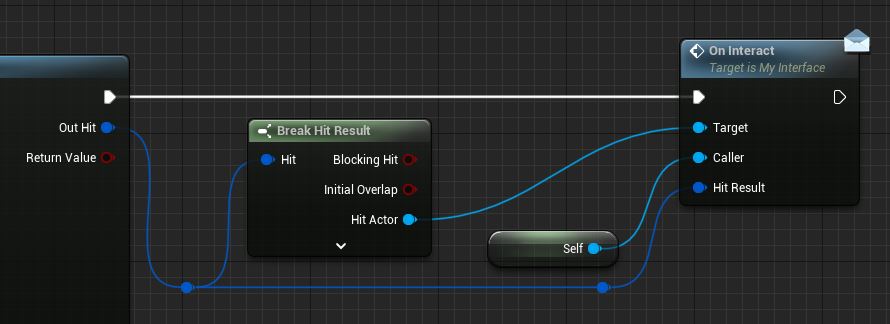 On Interact
Target is My Interface
Out Hit
Return Value
Break Hit Result
Hit
Blocking Hit
Initial Overlap
Hit Actor
Self
Target
Caller
Hit Result